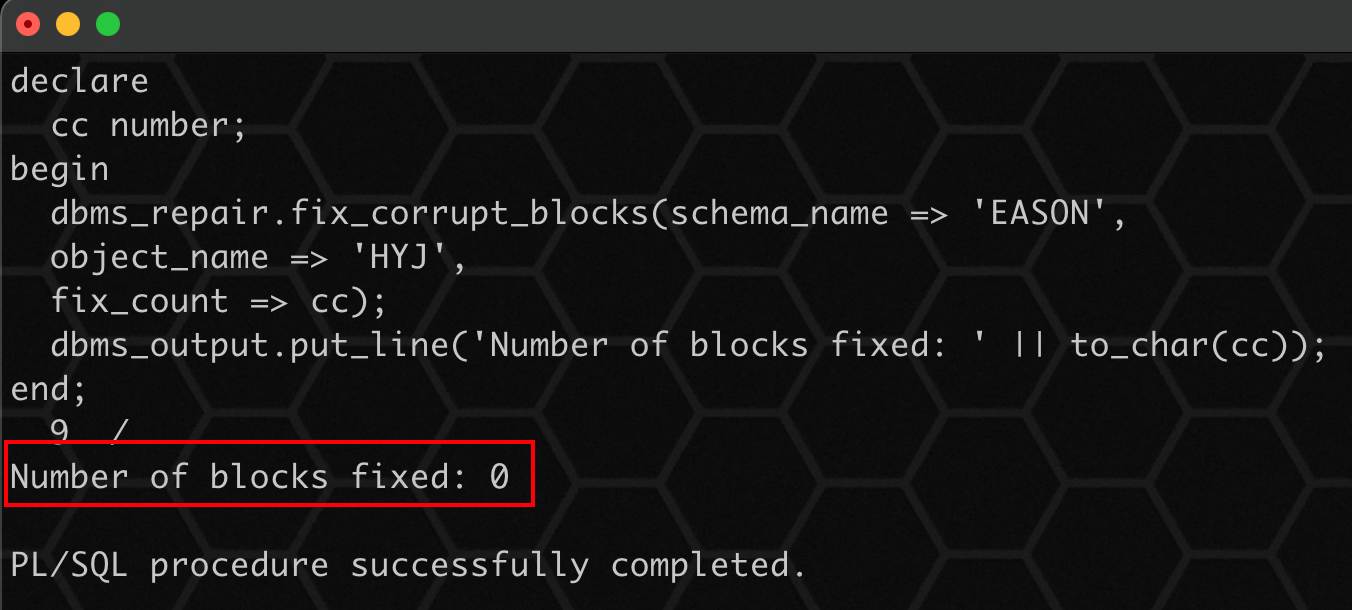 declare
  cc number;
begin
  dbms_repair.fix_corrupt_blocks(schema_name => 'EASON',
  object_name => 'HYJ',
  fix_count => cc);
  dbms_output.put_line('Number of blocks fixed: ' || to_char(cc));
end;
  9  /
Number of blocks fixed: 0

PL/SQL procedure successfully completed.